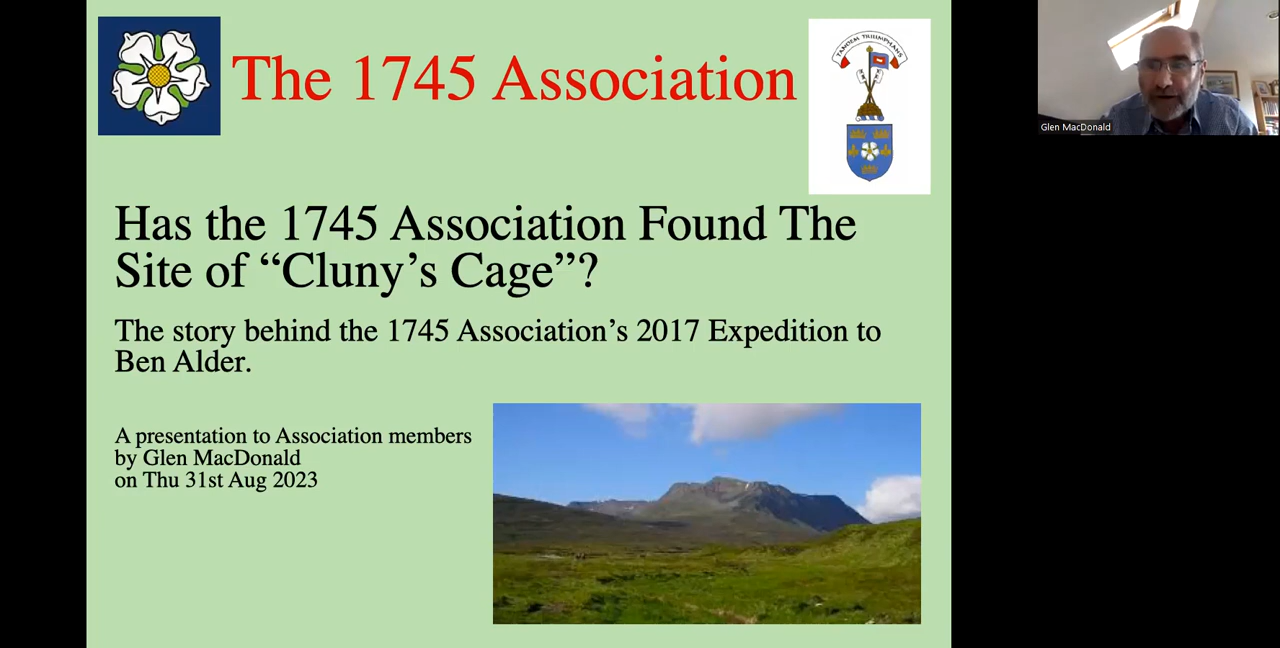 The 1745 Association
TANDEM TRIUMPHANS
Has the 1745 Association Found The
Site of “Cluny’s Cage”?
The story behind the 1745 Association’s 2017 Expedition to
Ben Alder.
A presentation to Association members
by Glen MacDonald
on Thu 31st Aug 2023
Glen MacDonald